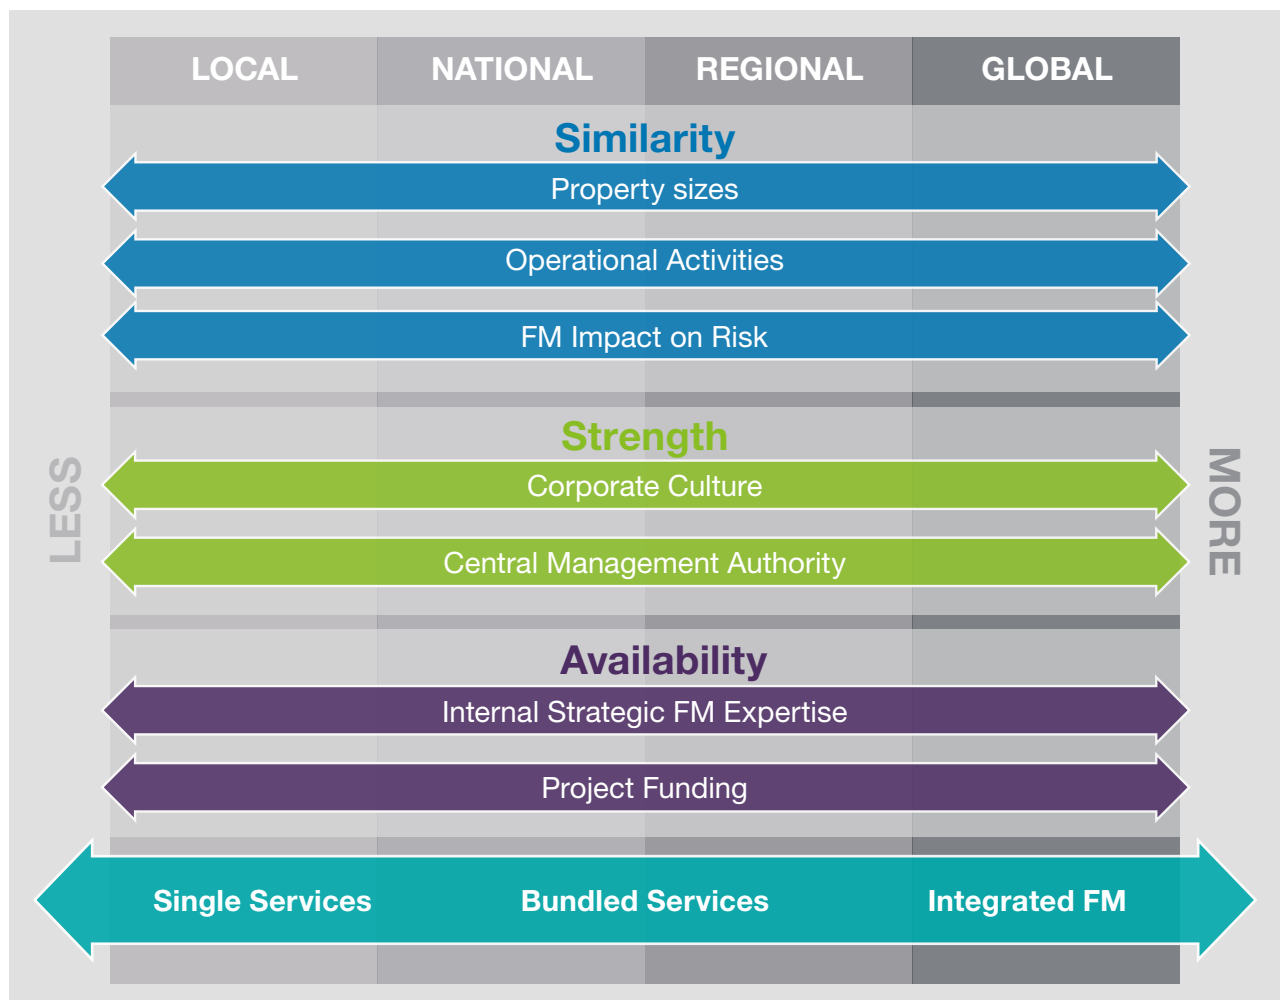 LOCAL NATIONAL REGIONAL GLOBAL
Similarity
Property sizes
Operational Activities
FM Impact on Risk
Strength
Corporate Culture
Central Management Authority
LESS
MORE
Availability
Internal Strategic FM Expertise
Project Funding
Single Services Bundled Services Integrated FM